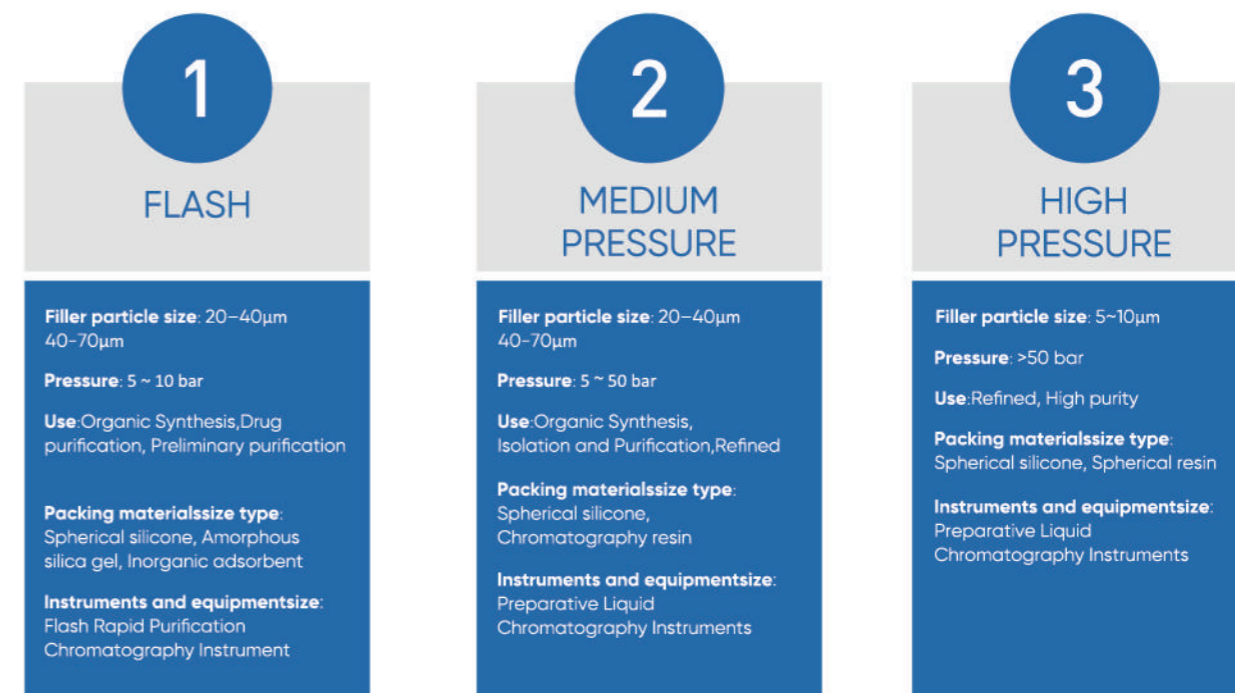 1
FLASH
Filler particle size: 20–40μm
40-70μm
Pressure: 5 ~ 10 bar
Use:Organic Synthesis,Drug
purification, Preliminary purification
Packing materialssize type:
Spherical silicone, Amorphous
silica gel, Inorganic adsorbent
Instruments and equipmentsize:
Flash Rapid Purification
Chromatography Instrument
2
MEDIUM
PRESSURE
Filler particle size: 20–40μm
40-70μm
Pressure: 5 ~ 50 bar
Use:Organic Synthesis,
Isolation and Purification,Refined
Packing materialssize type:
Spherical silicone,
Chromatography resin
Instruments and equipmentsize:
Preparative Liquid
Chromatography Instruments
3
HIGH
PRESSURE
Filler particle size: 5~10μm
Pressure: >50 bar
Use:Refined, High purity
Packing materialssize type:
Spherical silicone, Spherical resin
Instruments and equipmentsize:
Preparative Liquid
Chromatography Instruments